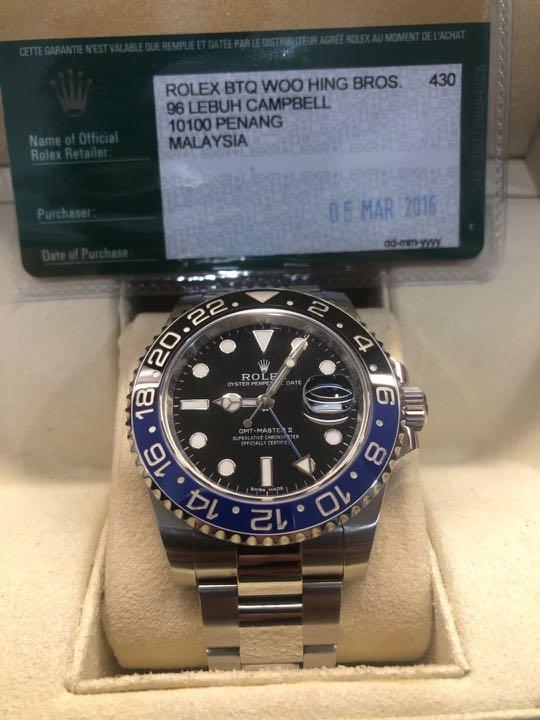 CETTE GARANTIE N'EST VALABLE QUE REMPLIE ET DATÉE PAR LE DISTRIBUTEUR AGRÉÉ ROLEX AU MOMENT DE L'ACHAT.
ROLEX BTQ WOO HING BROS. 430
96 LEBUH CAMPBELL
10100 PENANG
MALAYSIA
Name of Official
Rolex Retailer:
Purchaser:
05 MAR 2016
Date of Purchase:
dd-mm-yyyy
22 2 4 6 8 10 12 14 16 18 20
ROLEX
OYSTER PERPETUAL DATE
GMT-MASTER II
SUPERLATIVE CHRONOMETER
OFFICIALLY CERTIFIED
SWISS MADE